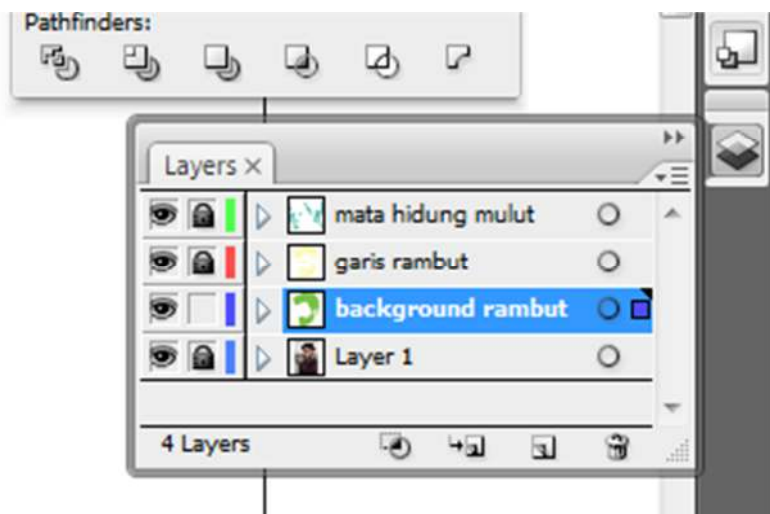 Pathfinders:
Layers
mata hidung mulut
garis rambut
background rambut
Layer 1
4 Layers